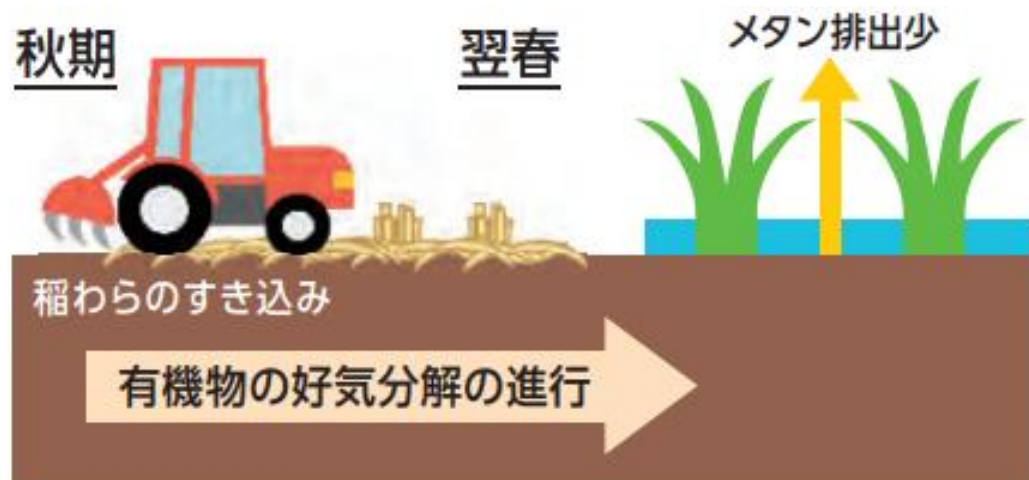 秋期
翌春
メタン排出少
稲わらのすき込み
有機物の好気分解の進行